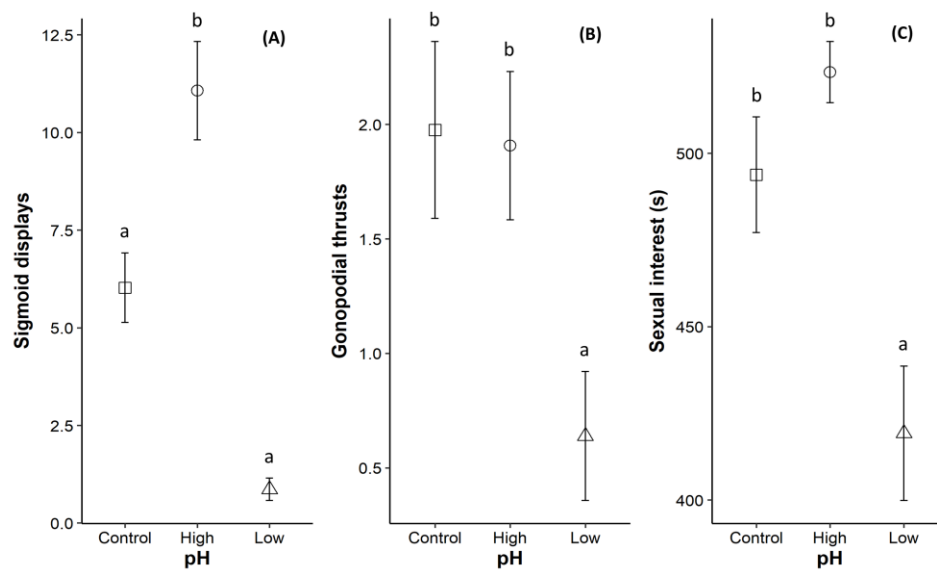 (A)
Sigmoid displays
12.5
10.0
7.5
5.0
2.5
0.0
a
b
a
Control High Low
pH
(B)
Gonopodial thrusts
2.0
1.5
1.0
0.5
b
b
a
Control High Low
pH
(C)
Sexual interest (s)
500
450
400
b
b
a
Control High Low
pH